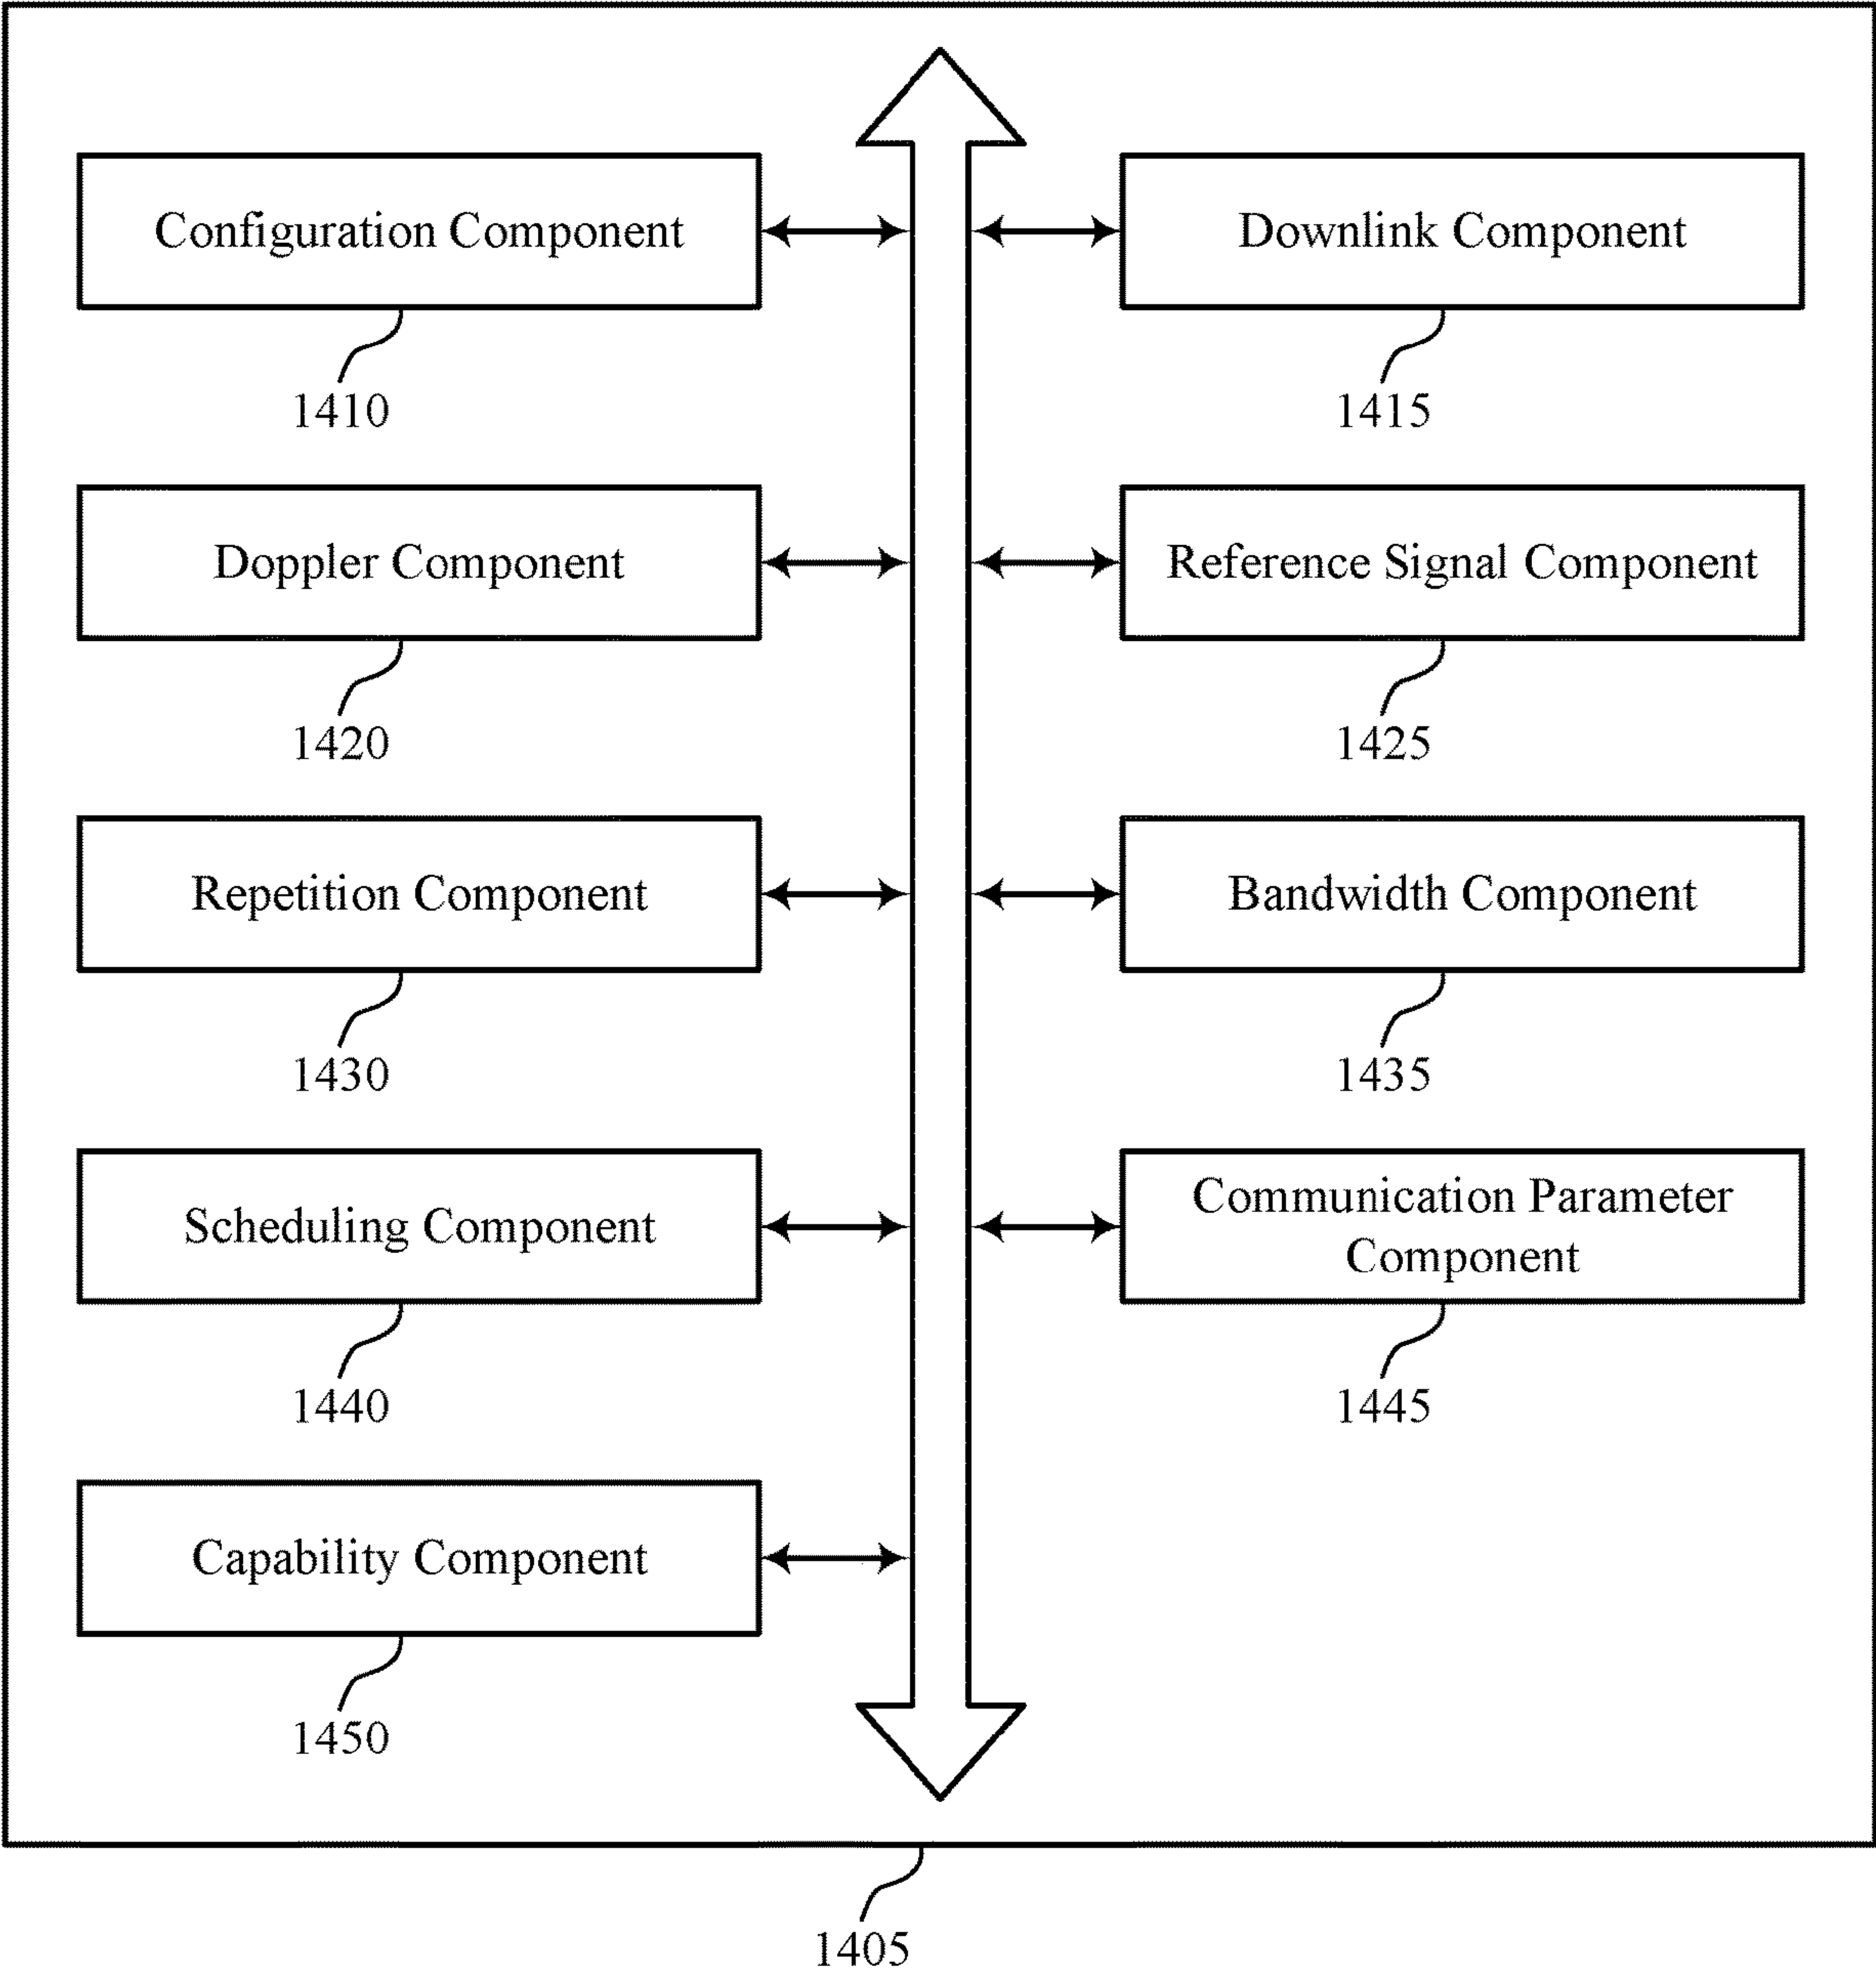 Configuration Component
Downlink Component
1410
1415
Doppler Component
Reference Signal Component
1420
1425
Repetition Component
Bandwidth Component
1430
1435
Scheduling Component
Communication Parameter
Component
1440
1445
Capability Component
1450
1405